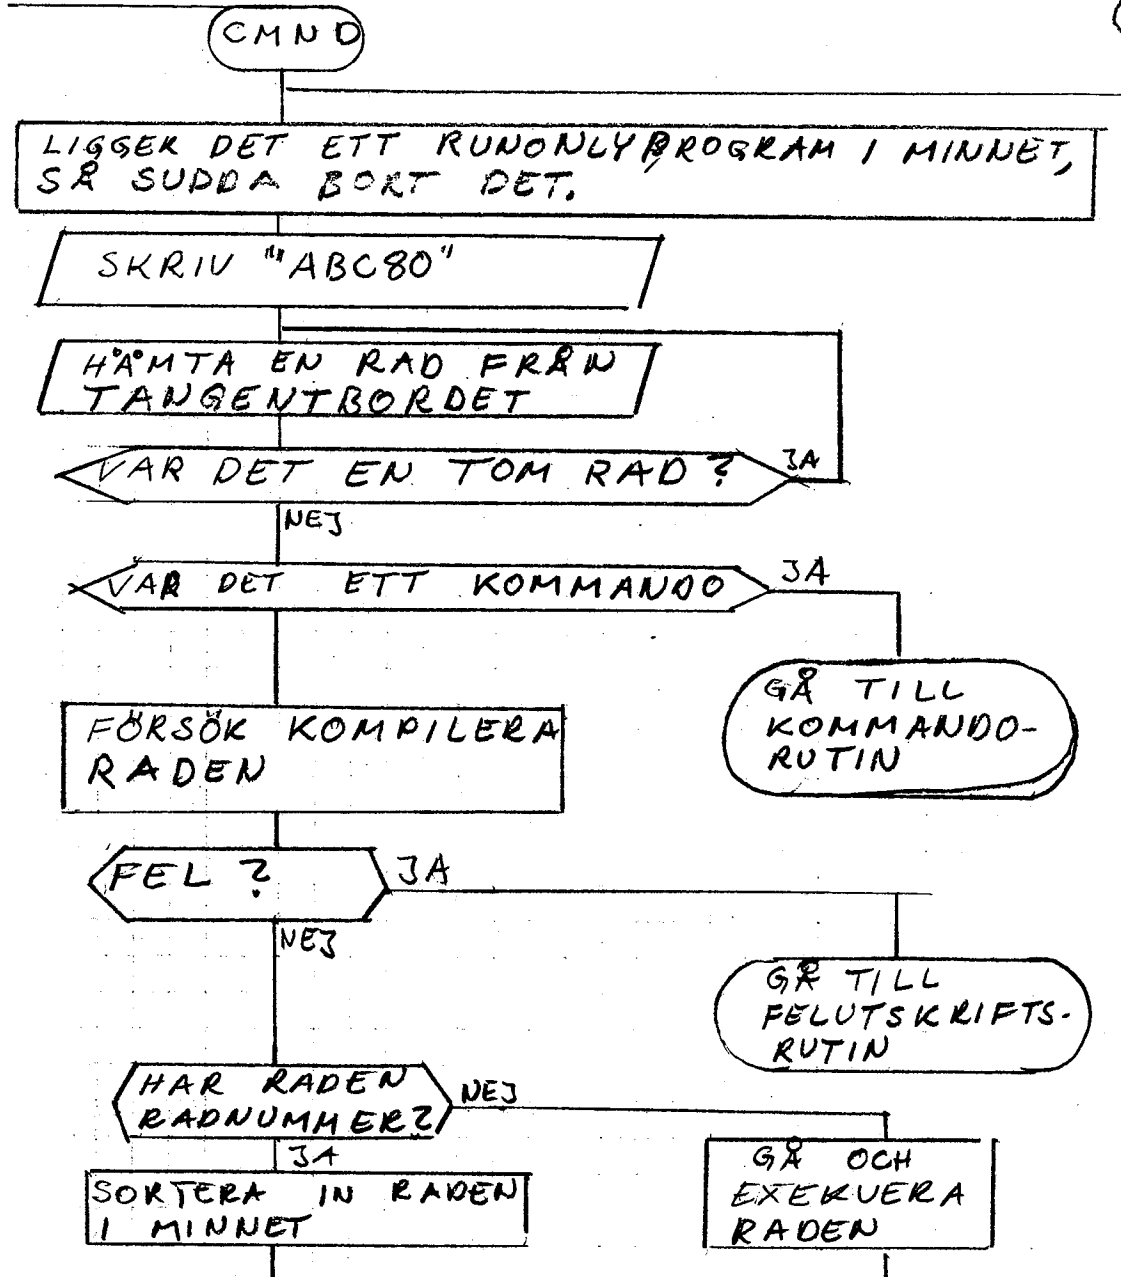 CMND
LIGGER DET ETT RUNONLYPROGRAM I MINNET,
SÅ SUDDA BORT DET.
SKRIV "ABC80"
HÄMTA EN RAD FRÅN
TANGENTBORDET
VAR DET EN TOM RAD?
JA
NEJ
VAR DET ETT KOMMANDO
JA
GÅ TILL
KOMMANDO-
RUTIN
FÖRSÖK KOMPILERA
RADEN
FEL?
JA
NEJ
GÅ TILL
FELUTSKRIFTS-
RUTIN
HAR RADEN
RADNUMMER?
NEJ
JA
GÅ OCH
EXEKVERA
RADEN
SORTERA IN RADEN
I MINNET